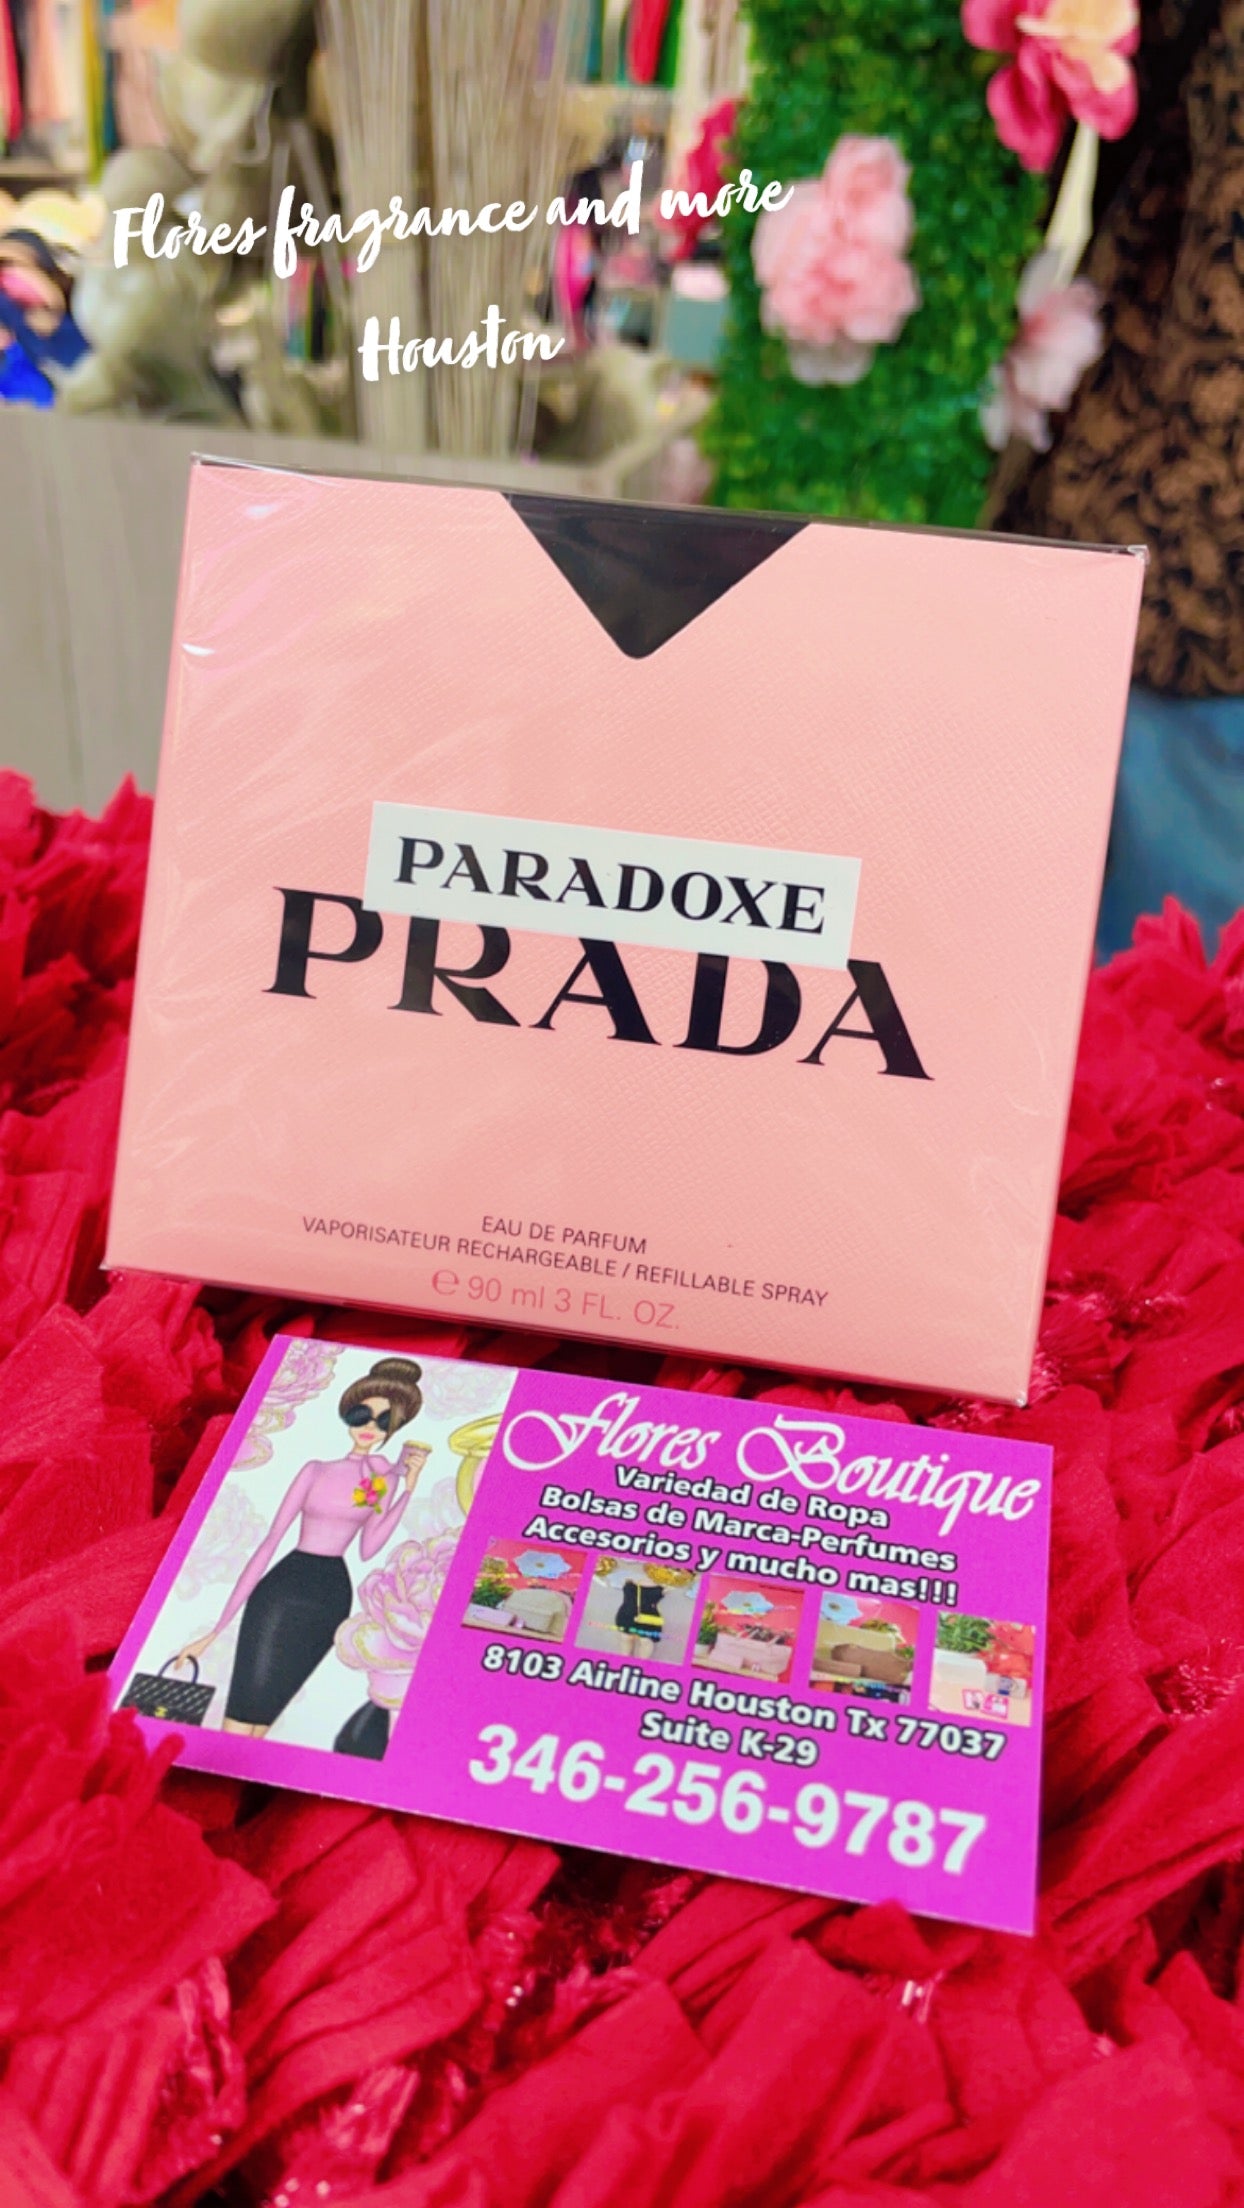 Flores fragrance and more
Houston
PARADOXE
PRADA
EAU DE PARFUM
VAPORISATEUR RECHARGEABLE / REFILLABLE SPRAY
℮ 90 ml 3 FL. OZ.
Flores Boutique
Variedad de Ropa
Bolsas de Marca-Perfumes
Accesorios y mucho mas!!!
8103 Airline Houston Tx 77037
Suite K-29
346-256-9787